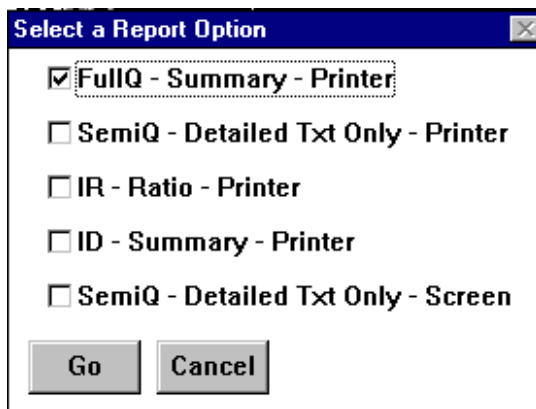 Select a Report Option
FullQ - Summary - Printer
SemiQ - Detailed Txt Only - Printer
IR - Ratio - Printer
ID - Summary - Printer
SemiQ - Detailed Txt Only - Screen
Go Cancel